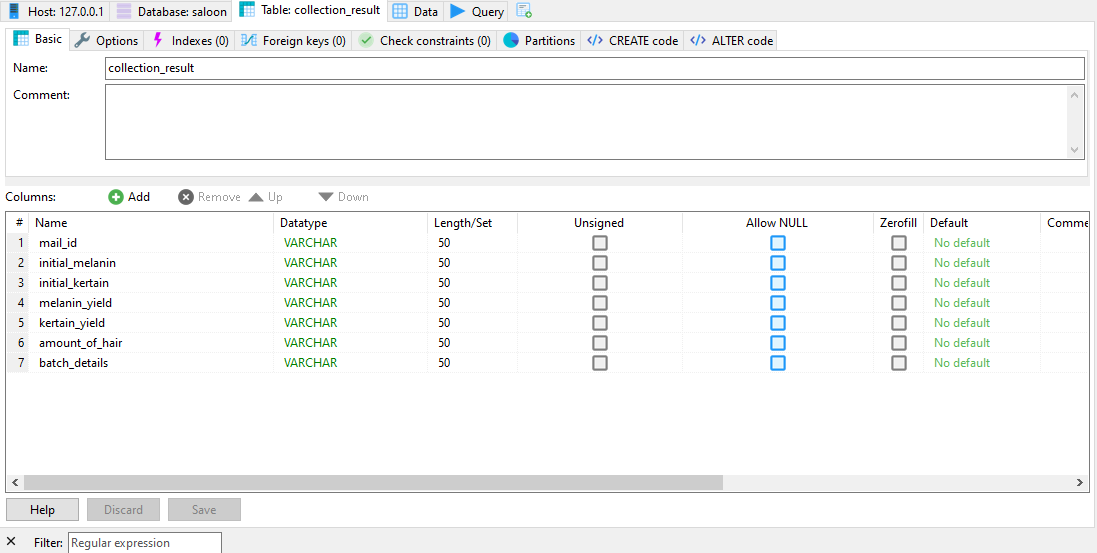 Host: 127.0.0.1 Database: saloon Table: collection_result Data Query
Basic Options Indexes (0) Foreign keys (0) Check constraints (0) Partitions CREATE code ALTER code
Name: collection_result
Comment:
Columns: Add Remove Up Down
# Name Datatype Length/Set Unsigned Allow NULL Zerofill Default Comme
1 mail_id VARCHAR 50 No default
2 initial_melanin VARCHAR 50 No default
3 initial_kertain VARCHAR 50 No default
4 melanin_yield VARCHAR 50 No default
5 kertain_yield VARCHAR 50 No default
6 amount_of_hair VARCHAR 50 No default
7 batch_details VARCHAR 50 No default
Help Discard Save
Filter: Regular expression